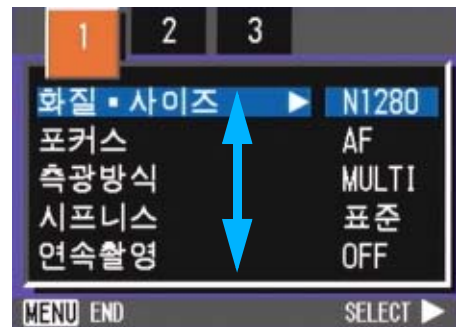 1 2 3
화질▪사이즈 ▶ N1280
포커스 AF
측광방식 MULTI
시프니스 표준
연속촬영 OFF
MENU END SELECT ▶